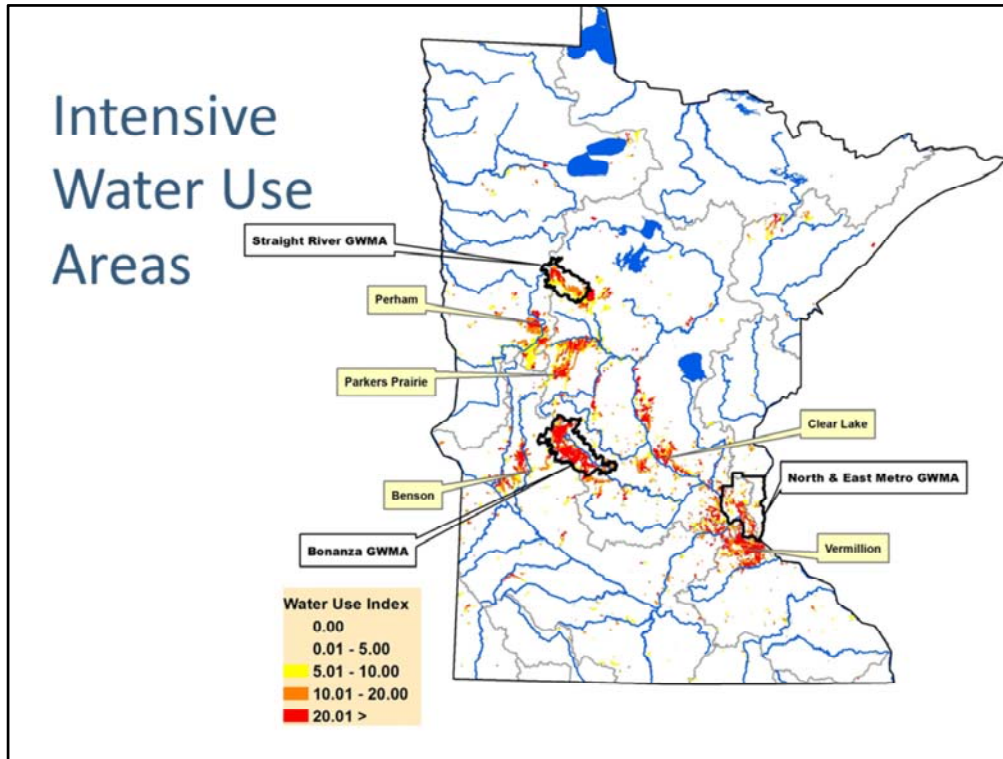 Intensive
Water Use
Areas
Straight River GWMA
Perham
Parkers Prairie
Clear Lake
North & East Metro GWMA
Benson
Vermillion
Bonanza GWMA
Water Use Index
0.00
0.01 - 5.00
5.01 - 10.00
10.01 - 20.00
20.01 >